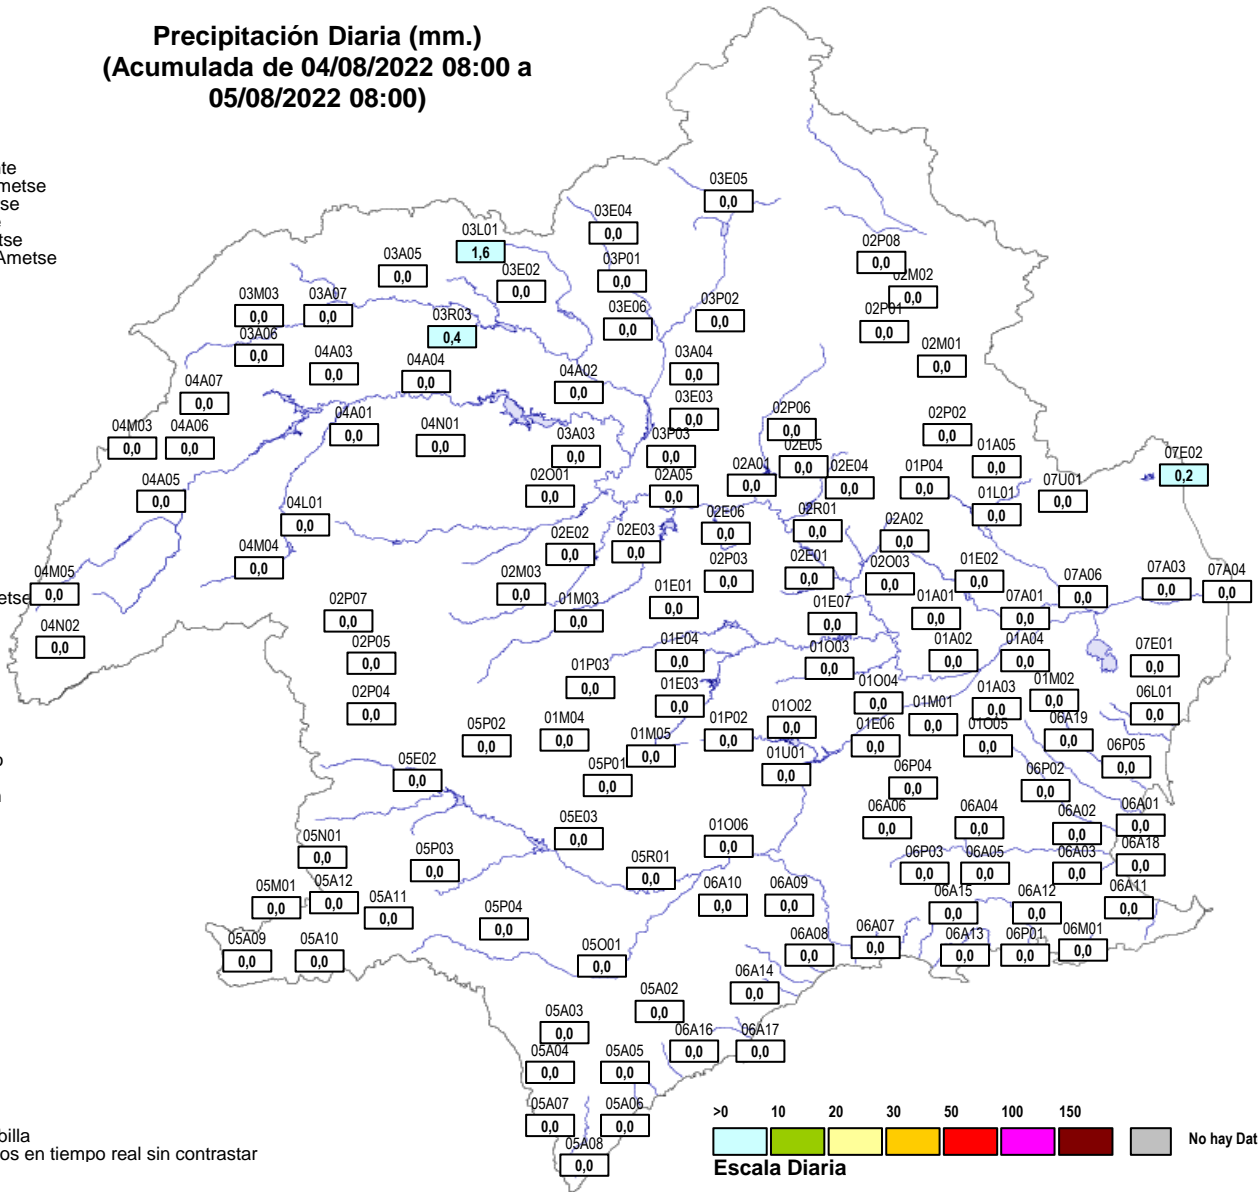 Precipitación Diaria (mm.)
(Acumulada de 04/08/2022 08:00 a
05/08/2022 08:00)
nte
metse
se
e
tse
Ametse
03E05
0,0
03E04
0,0
03L01
1,6
03A05
0,0
03E02
0,0
03P01
0,0
02P08
0,0
02M02
0,0
03M03
0,0
03A07
0,0
03R03
0,4
03E06
0,0
03P02
0,0
02P01
0,0
03A06
0,0
04A03
0,0
04A04
0,0
04A02
0,0
03A04
0,0
02M01
0,0
04A07
0,0
03E03
0,0
04M03
0,0
04A06
0,0
04A01
0,0
04N01
0,0
03A03
0,0
03P03
0,0
02P06
0,0
02E05
0,0
02P02
0,0
01A05
0,0
07E02
0,2
04A05
0,0
02O01
0,0
02A05
0,0
02A01
0,0
02E04
0,0
01P04
0,0
07U01
0,0
01L01
0,0
04L01
0,0
02E02
0,0
02E03
0,0
02E06
0,0
02R01
0,0
02A02
0,0
04M04
0,0
04M05
0,0
etse
02M03
0,0
02P03
0,0
02E01
0,0
02O03
0,0
01E02
0,0
07A06
0,0
07A03
0,0
07A04
0,0
02P07
0,0
01M03
0,0
01E01
0,0
01E07
0,0
01A01
0,0
07A01
0,0
04N02
0,0
02P05
0,0
01E04
0,0
01O03
0,0
01A02
0,0
01A04
0,0
07E01
0,0
02P04
0,0
01P03
0,0
01E03
0,0
01O04
0,0
01M01
0,0
01A03
0,0
01M02
0,0
06L01
0,0
05P02
0,0
01M04
0,0
01M05
0,0
01P02
0,0
01O02
0,0
01E06
0,0
01O05
0,0
06A19
0,0
o
05E02
0,0
05P01
0,0
01U01
0,0
06P04
0,0
06P02
0,0
06P05
0,0
05E03
0,0
01O06
0,0
06A06
0,0
06A04
0,0
06A02
0,0
06A01
0,0
05N01
0,0
05P03
0,0
05R01
0,0
06P03
0,0
06A05
0,0
06A03
0,0
06A18
0,0
05M01
0,0
05A12
0,0
05A11
0,0
05P04
0,0
06A10
0,0
06A09
0,0
06A15
0,0
06A12
0,0
06A11
0,0
05A09
0,0
05A10
0,0
05O01
0,0
06A08
0,0
06A07
0,0
06A13
0,0
06P01
0,0
06M01
0,0
05A03
0,0
05A02
0,0
06A14
0,0
05A04
0,0
05A05
0,0
06A16
0,0
06A17
0,0
05A07
0,0
05A06
0,0
05A08
0,0
billa
os en tiempo real sin contrastar
>0 10 20 30 50 100 150
No hay Dat
Escala Diaria